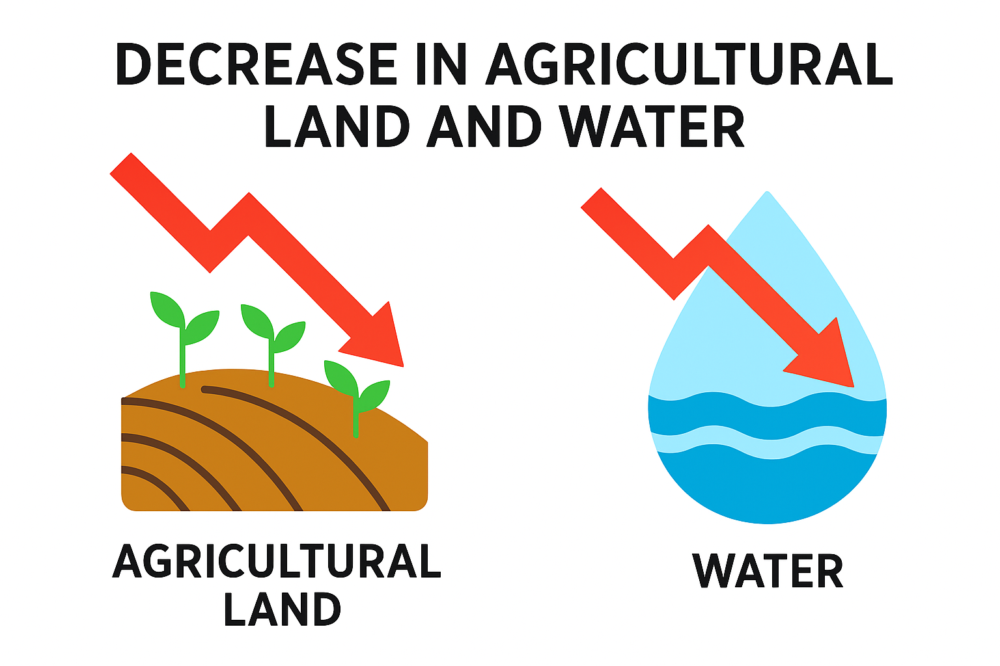 DECREASE IN AGRICULTURAL
LAND AND WATER
AGRICULTURAL
LAND
WATER